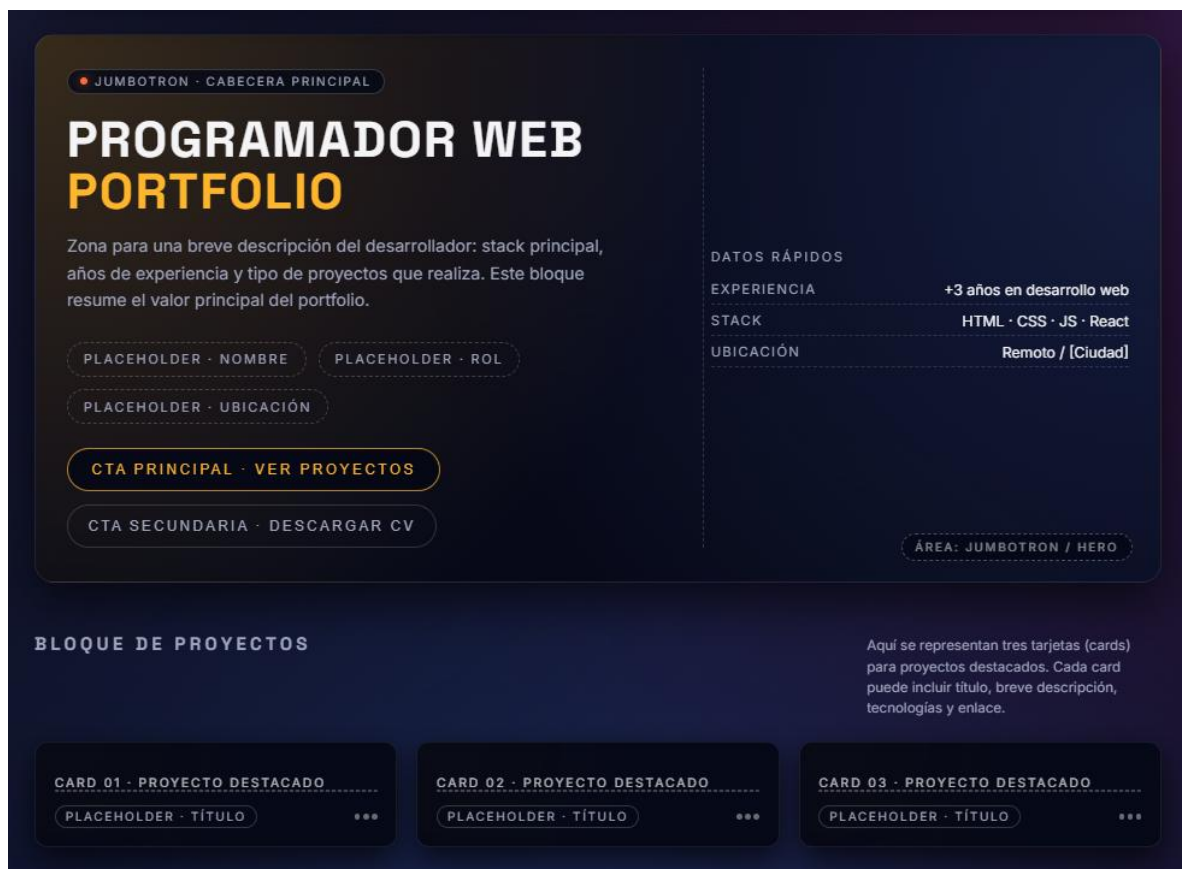 JUMBOTRON · CABECERA PRINCIPAL
PROGRAMADOR WEB
PORTFOLIO
Zona para una breve descripción del desarrollador: stack principal,
años de experiencia y tipo de proyectos que realiza. Este bloque
resume el valor principal del portfolio.
PLACEHOLDER · NOMBRE
PLACEHOLDER · ROL
PLACEHOLDER · UBICACIÓN
CTA PRINCIPAL · VER PROYECTOS
CTA SECUNDARIA · DESCARGAR CV
DATOS RÁPIDOS
EXPERIENCIA +3 años en desarrollo web
STACK HTML · CSS · JS · React
UBICACIÓN Remoto / [Ciudad]
ÁREA: JUMBOTRON / HERO
BLOQUE DE PROYECTOS
Aquí se representan tres tarjetas (cards)
para proyectos destacados. Cada card
puede incluir título, breve descripción,
tecnologías y enlace.
CARD 01 · PROYECTO DESTACADO
PLACEHOLDER · TÍTULO
CARD 02 · PROYECTO DESTACADO
PLACEHOLDER · TÍTULO
CARD 03 · PROYECTO DESTACADO
PLACEHOLDER · TÍTULO